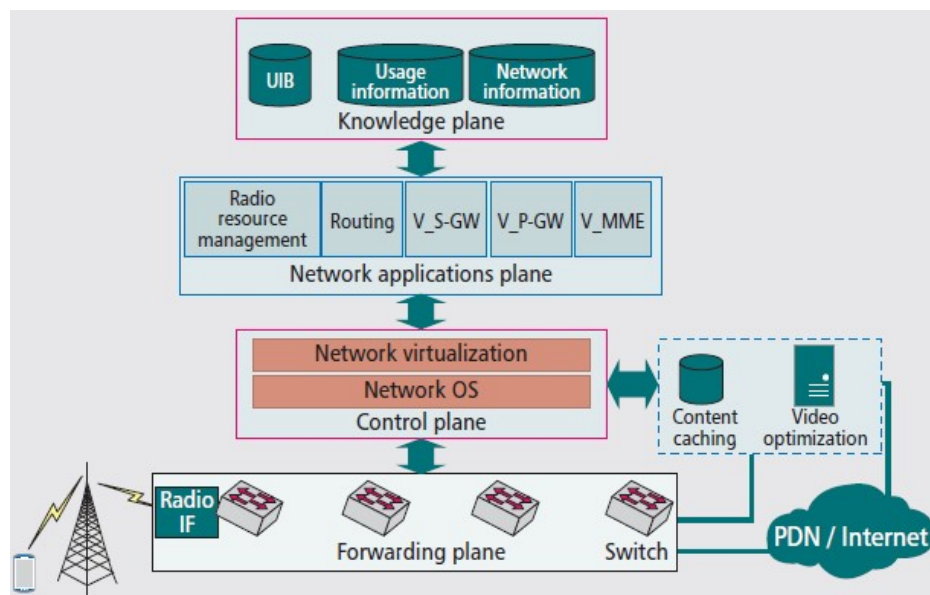 UIB
Usage
information
Network
information
Knowledge plane
Radio
resource
management
Routing
V_S-GW
V_P-GW
V_MME
Network applications plane
Network virtualization
Network OS
Control plane
Content
caching
Video
optimization
Radio
IF
Forwarding plane
Switch
PDN / Internet